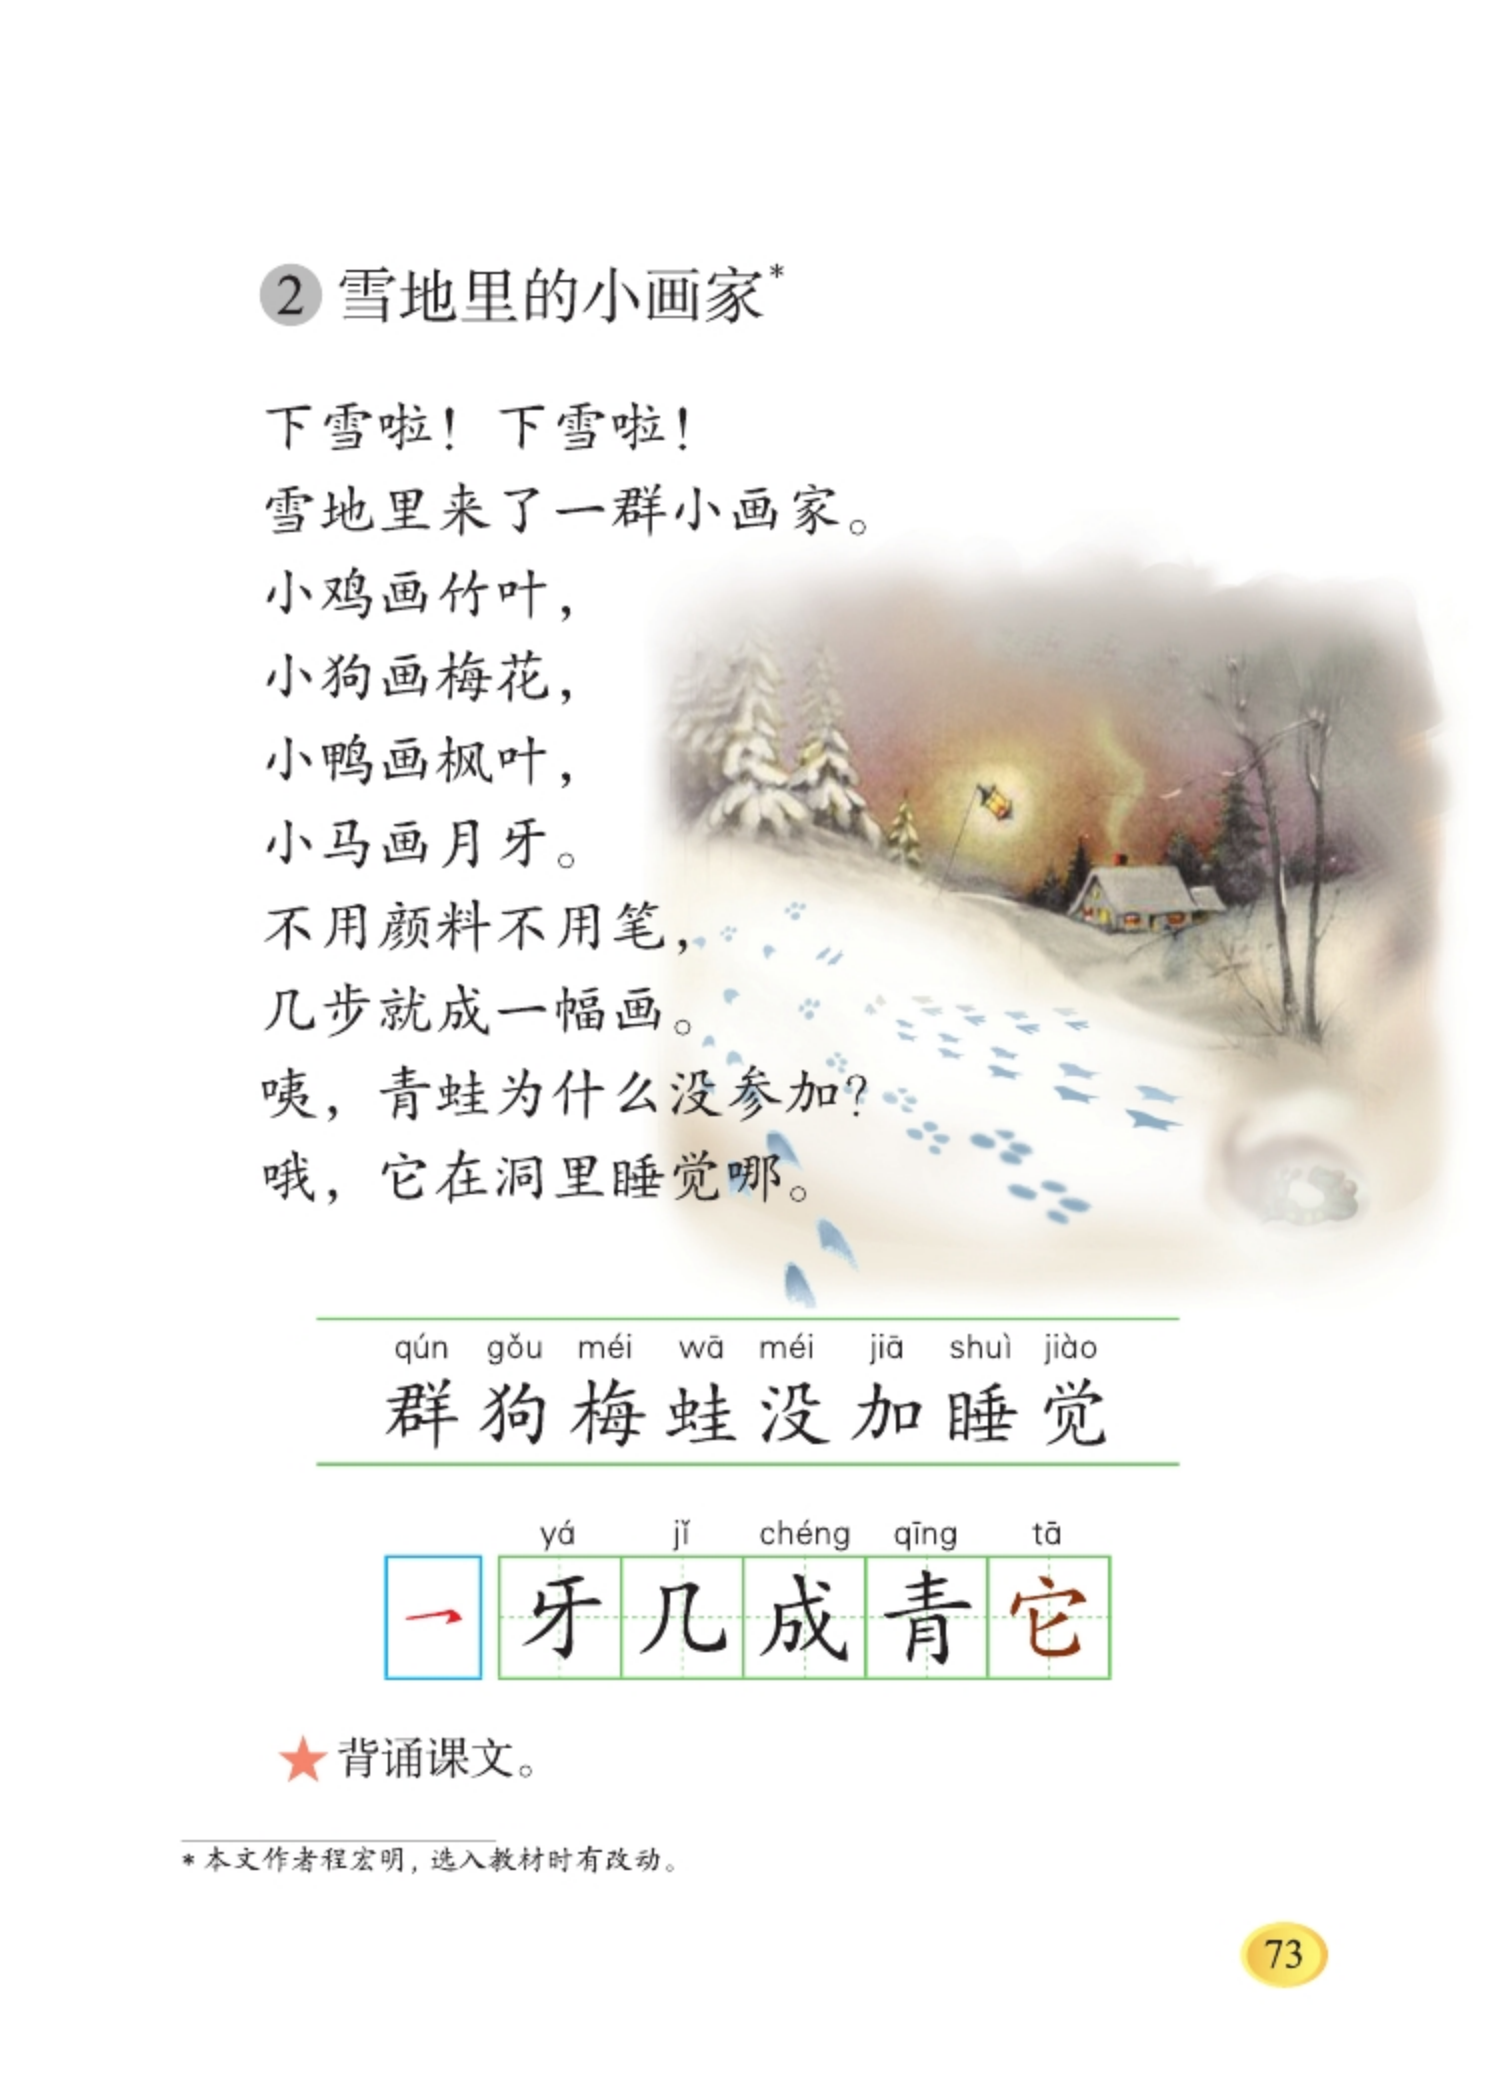 2 雪地里的小画家*
下雪啦！下雪啦！
雪地里来了一群小画家。
小鸡画竹叶，
小狗画梅花，
小鸭画枫叶，
小马画月牙。
不用颜料不用笔，
几步就成一幅画。
咦，青蛙为什么没参加？
哦，它在洞里睡觉哪。
qún gǒu méi wā méi jiā shuì jiào
群 狗 梅 蛙 没 加 睡 觉
yá jǐ chéng qīng tā
㇖ 牙 几 成 青 它
★ 背诵课文。
* 本文作者程宏明，选入教材时有改动。
73